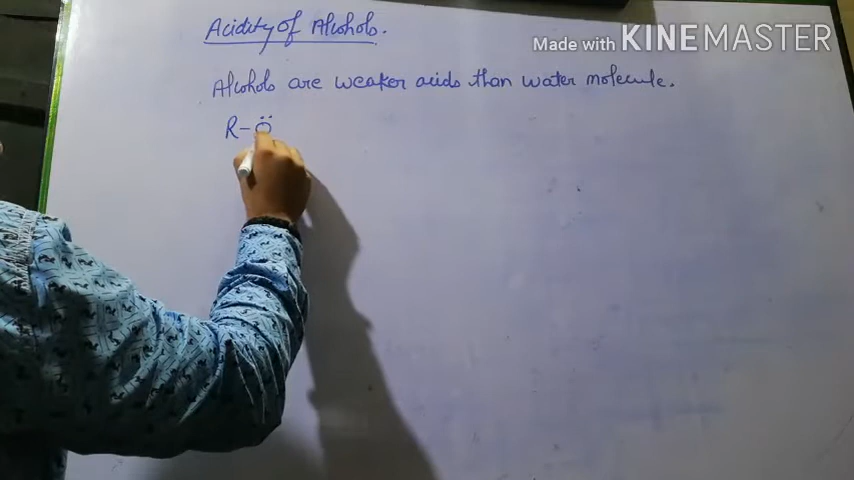 Acidity of Alcohols.
Made with KINEMASTER
Alcohols are weaker acids than water molecule.
R-Ö